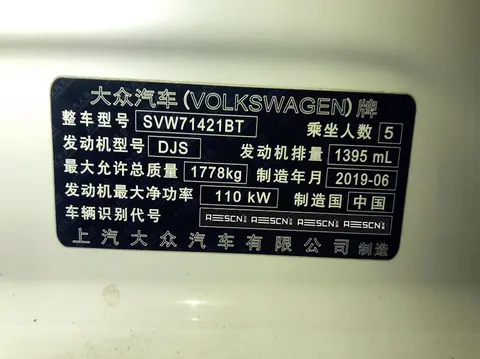 大众汽车(VOLKSWAGEN)牌
整车型号 SVW71421BT 乘坐人数 5
发动机型号 DJS 发动机排量 1395 mL
最大允许总质量 1778kg 制造年月 2019-06
发动机最大净功率 110 kW 制造国 中国
车辆识别代号
上汽大众汽车有限公司 制造